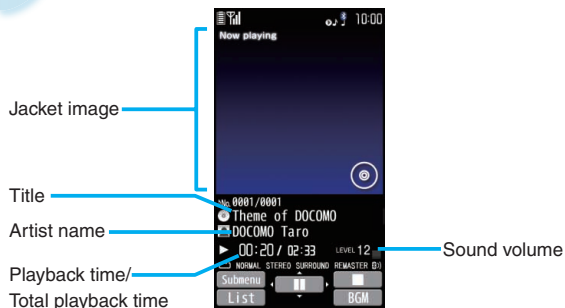 10:00
Now playing
Jacket image
No. 0001/0001
Title
Theme of DOCOMO
Artist name
DOCOMO Taro
00:20 / 02:33 LEVEL 12
Sound volume
Playback time/
Total playback time
NORMAL STEREO SURROUND REMASTER
Submenu
List BGM